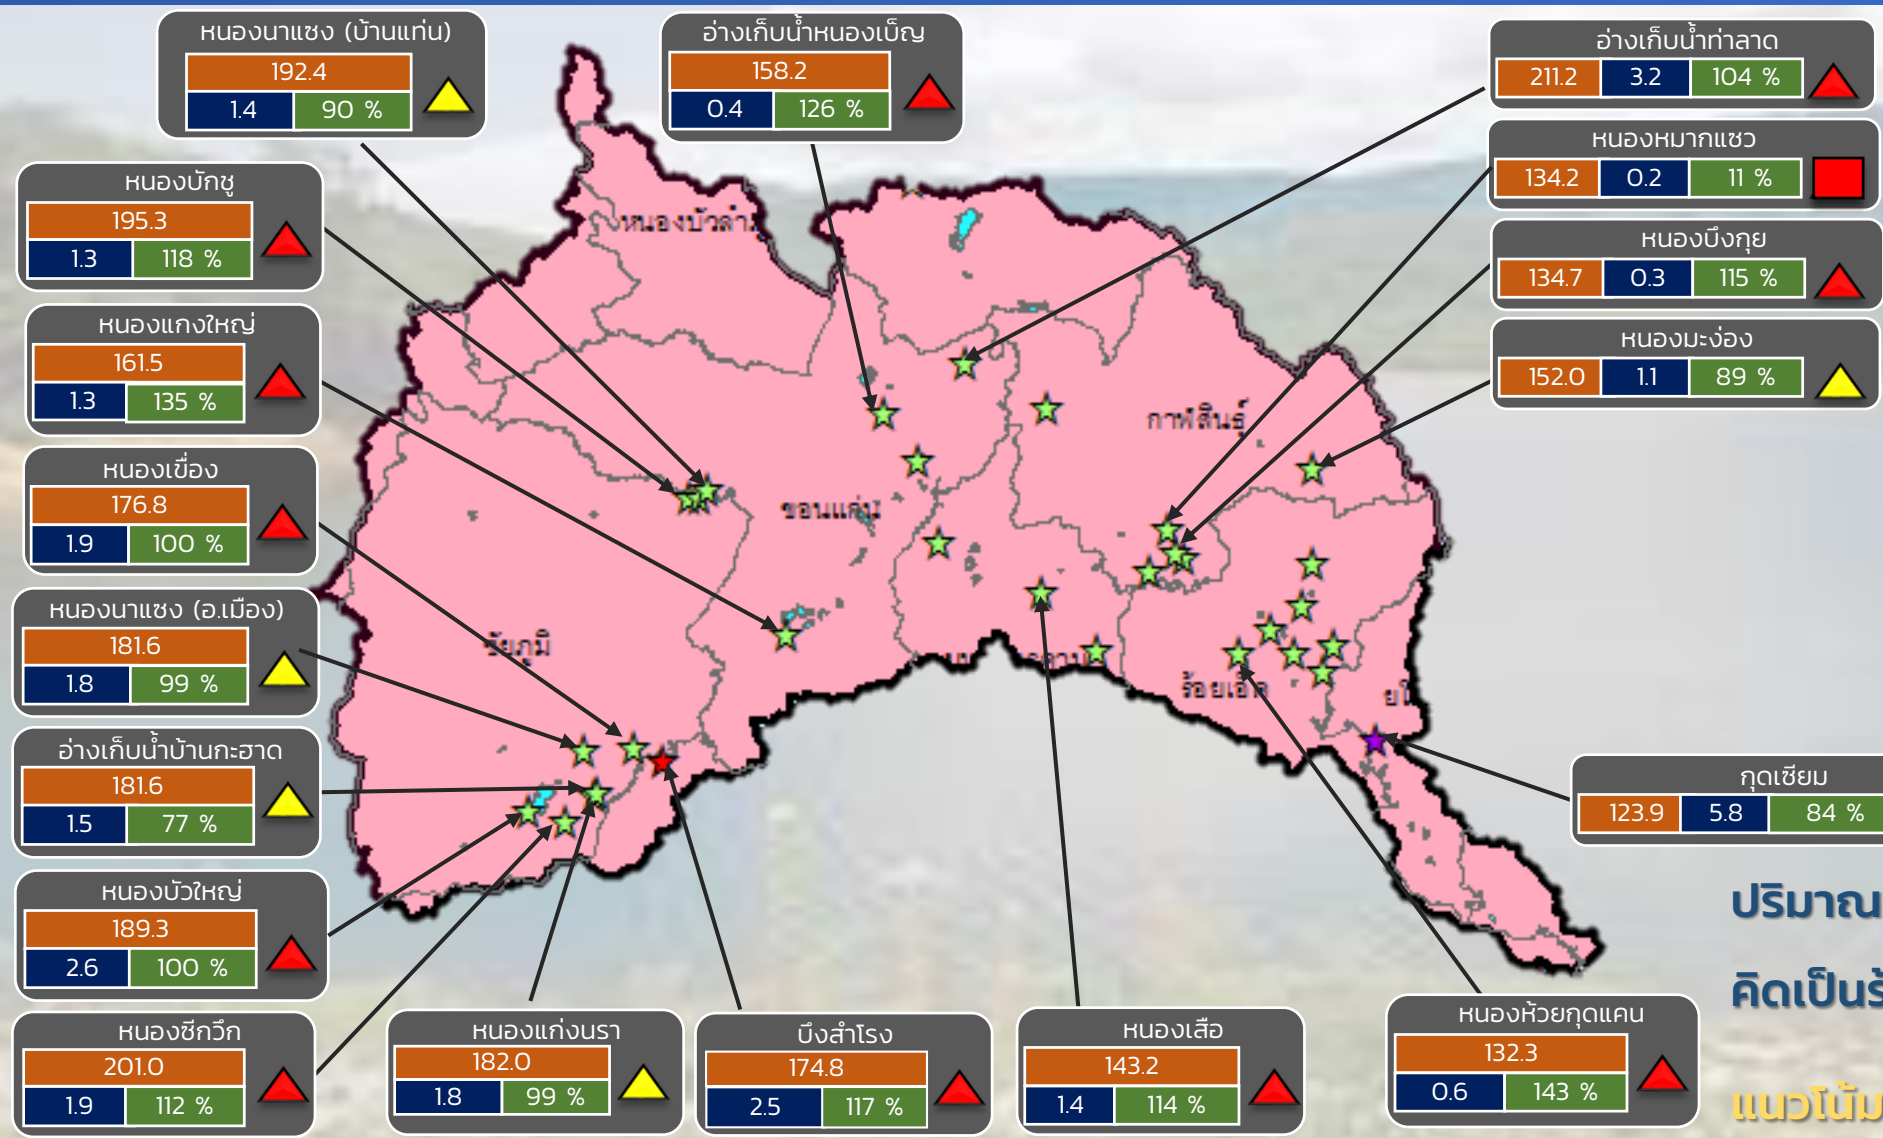 หนองนาแซง (บ้านแท่น)
192.4
1.4 90 %
อ่างเก็บน้ำหนองเบ็ญ
158.2
0.4 126 %
อ่างเก็บน้ำท่าลาด
211.2 3.2 104 %
หนองหมากแซว
134.2 0.2 11 %
หนองบึงกุย
134.7 0.3 115 %
หนองมะง่อง
152.0 1.1 89 %
หนองบักชู
195.3
1.3 118 %
หนองแกงใหญ่
161.5
1.3 135 %
หนองเขื่อง
176.8
1.9 100 %
หนองนาแซง (อ.เมือง)
181.6
1.8 99 %
อ่างเก็บน้ำบ้านกะฮาด
181.6
1.5 77 %
หนองบัวใหญ่
189.3
2.6 100 %
หนองซีกวึก
201.0
1.9 112 %
หนองแก่งนรา
182.0
1.8 99 %
บึงสำโรง
174.8
2.5 117 %
หนองเสือ
143.2
1.4 114 %
หนองห้วยกุดแคน
132.3
0.6 143 %
กุดเชียม
123.9 5.8 84 %
หนองบัวลำภู
กาฬสินธุ์
ขอนแก่น
ชัยภูมิ
ร้อยเอ็ด
ปริมาณ
คิดเป็นร้
แนวโน้ม